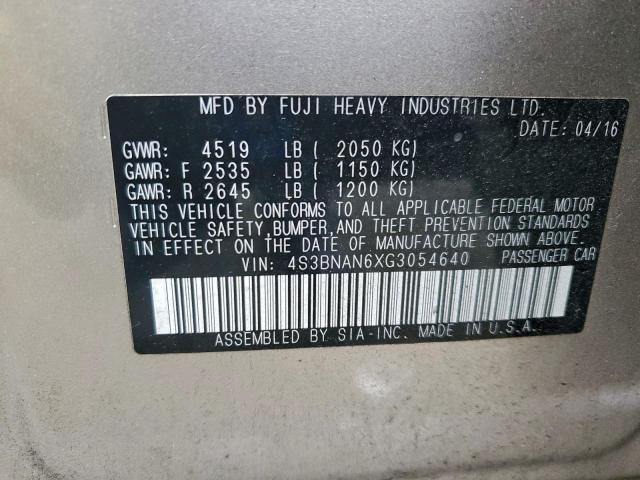 MFD BY FUJI HEAVY INDUSTRIES LTD.
DATE: 04/16
GVWR: 4519 LB ( 2050 KG)
GAWR: F 2535 LB ( 1150 KG)
GAWR: R 2645 LB ( 1200 KG)
THIS VEHICLE CONFORMS TO ALL APPLICABLE FEDERAL MOTOR
VEHICLE SAFETY, BUMPER, AND THEFT PREVENTION STANDARDS
IN EFFECT ON THE DATE OF MANUFACTURE SHOWN ABOVE.
VIN: 4S3BNAN6XG3054640 PASSENGER CAR
ASSEMBLED BY SIA-INC. MADE IN U.S.A.